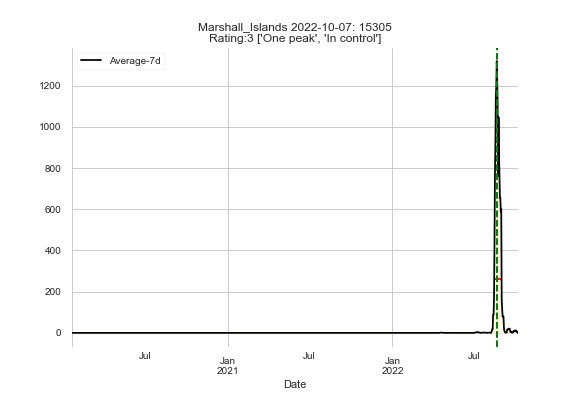 Marshall_Islands 2022-10-07: 15305
Rating:3 ['One peak', 'In control']
Average-7d
1200
1000
800
600
400
200
0
Jul
Jan
2021
Jul
Jan
2022
Jul
Date